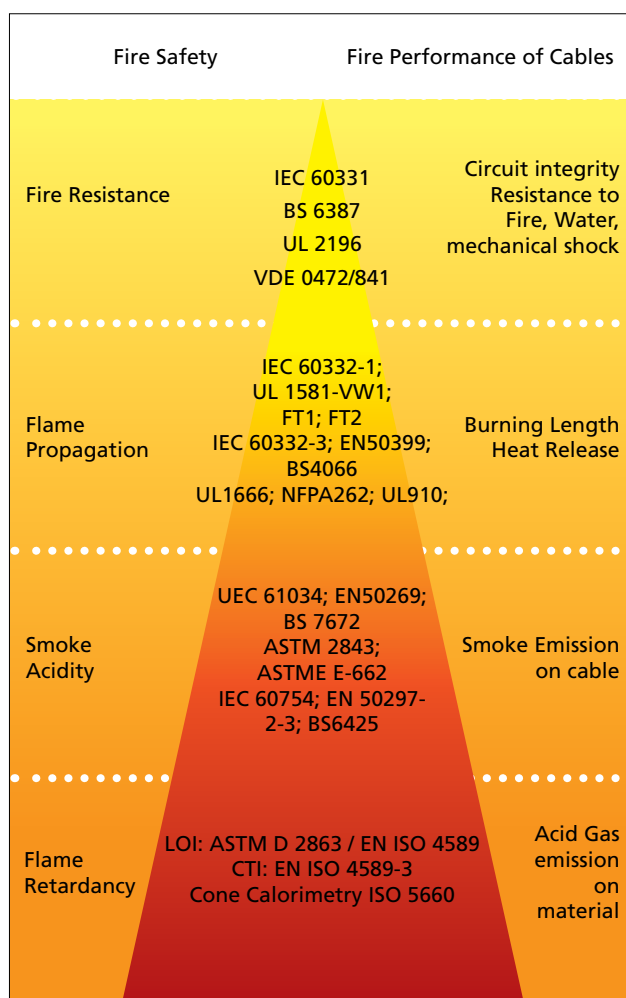 Fire Safety
Fire Performance of Cables
Fire Resistance
IEC 60331
BS 6387
UL 2196
VDE 0472/841
Circuit integrity
Resistance to
Fire, Water,
mechanical shock
Flame
Propagation
IEC 60332-1;
UL 1581-VW1;
FT1; FT2
IEC 60332-3; EN50399;
BS4066
UL1666; NFPA262; UL910;
Burning Length
Heat Release
Smoke
Acidity
UEC 61034; EN50269;
BS 7672
ASTM 2843;
ASTME E-662
IEC 60754; EN 50297-
2-3; BS6425
Smoke Emission
on cable
Flame
Retardancy
LOI: ASTM D 2863 / EN ISO 4589
CTI: EN ISO 4589-3
Cone Calorimetry ISO 5660
Acid Gas
emission
on
material